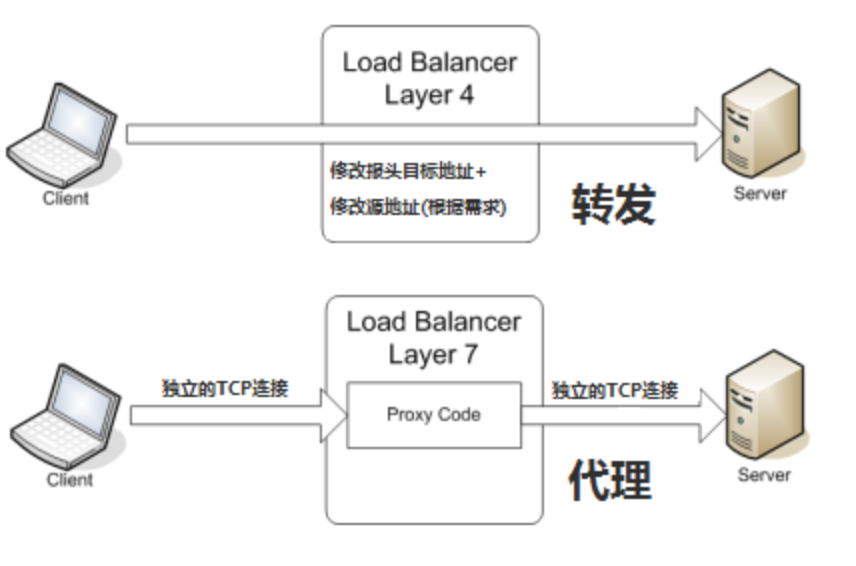 Load Balancer
Layer 4
修改报头目标地址+
修改源地址(根据需求)
转发
Client
Server
Load Balancer
Layer 7
独立的TCP连接
Proxy Code
独立的TCP连接
代理
Client
Server